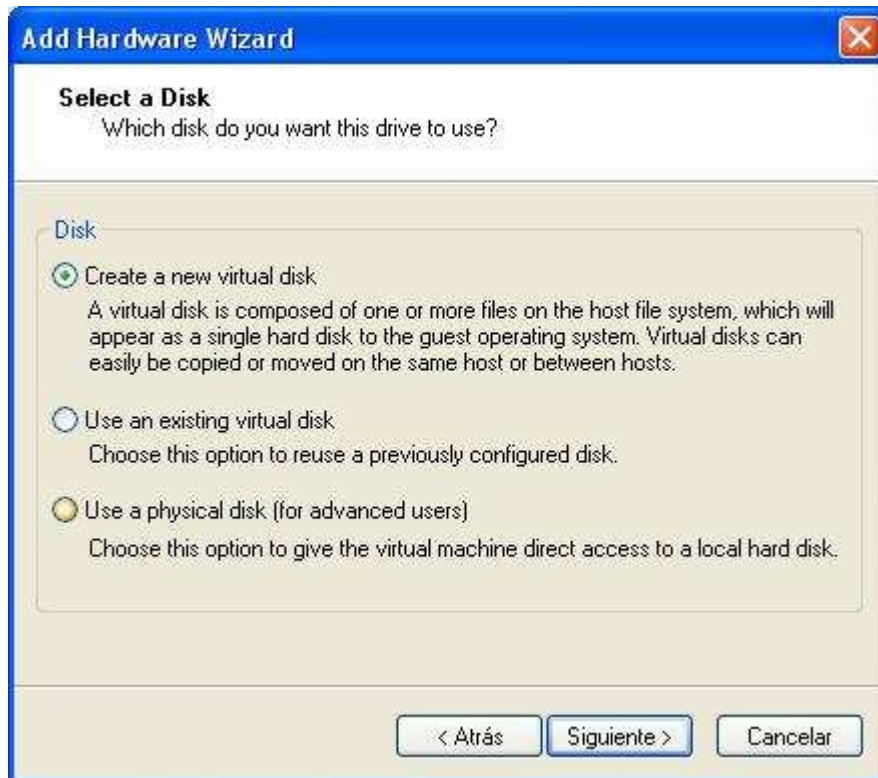 Add Hardware Wizard
Select a Disk
Which disk do you want this drive to use?
Disk
Create a new virtual disk
A virtual disk is composed of one or more files on the host file system, which will
appear as a single hard disk to the guest operating system. Virtual disks can
easily be copied or moved on the same host or between hosts.
Use an existing virtual disk
Choose this option to reuse a previously configured disk.
Use a physical disk (for advanced users)
Choose this option to give the virtual machine direct access to a local hard disk.
< Atrás Siguiente > Cancelar